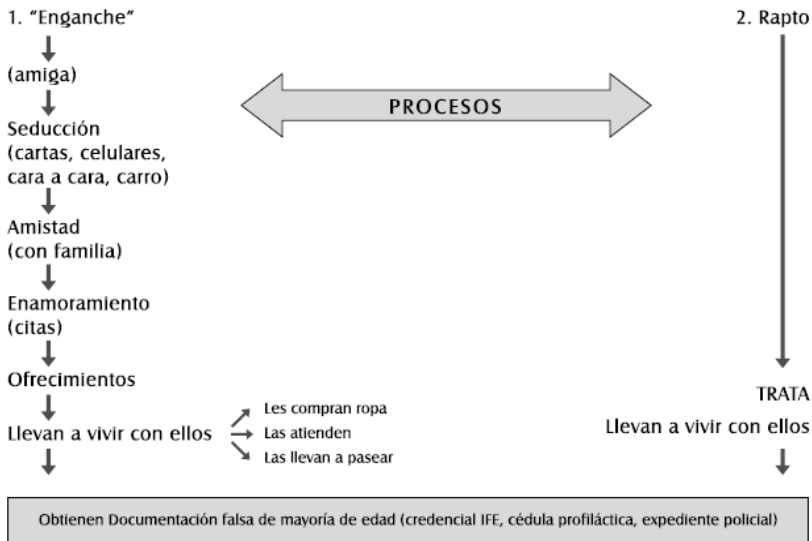 1. “Enganche”
(amiga)
Seducción
(cartas, celulares,
cara a cara, carro)
Amistad
(con familia)
Enamoramiento
(citas)
Ofrecimientos
Llevan a vivir con ellos
Les compran ropa
Las atienden
Las llevan a pasear
PROCESOS
2. Rapto
TRATA
Llevan a vivir con ellos
Obtienen Documentación falsa de mayoría de edad (credencial IFE, cédula profiláctica, expediente policial)